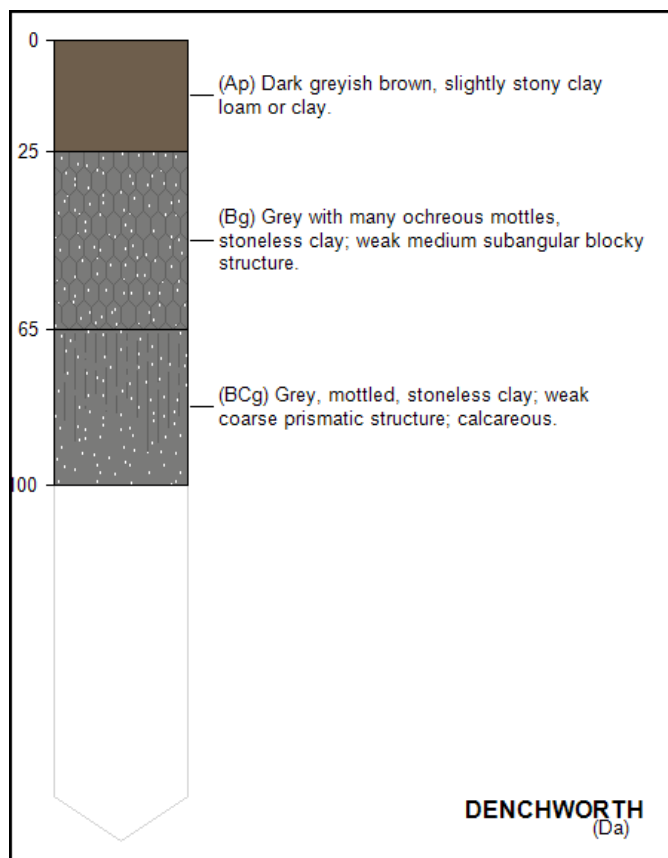 0
(Ap) Dark greyish brown, slightly stony clay
loam or clay.
25
(Bg) Grey with many ochreous mottles,
stoneless clay; weak medium subangular blocky
structure.
65
(BCg) Grey, mottled, stoneless clay; weak
coarse prismatic structure; calcareous.
100
DENCHWORTH
(Da)